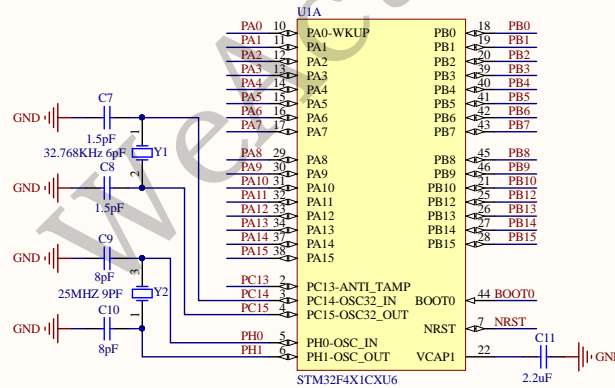 U1A
PA0 10 PA0-WKUP PB0 18 PB0
PA1 11 PA1 PB1 19 PB1
PA2 12 PA2 PB2 20 PB2
PA3 13 PA3 PB3 39 PB3
PA4 14 PA4 PB4 40 PB4
PA5 15 PA5 PB5 41 PB5
PA6 16 PA6 PB6 42 PB6
PA7 17 PA7 PB7 43 PB7
PA8 29 PA8 PB8 45 PB8
PA9 30 PA9 PB9 46 PB9
PA10 31 PA10 PB10 21 PB10
PA11 32 PA11 PB12 25 PB12
PA12 33 PA12 PB13 26 PB13
PA13 34 PA13 PB14 27 PB14
PA14 37 PA14 PB15 28 PB15
PA15 38 PA15
PC13 2 PC13-ANTI_TAMP
PC14 3 PC14-OSC32_IN BOOT0 44 BOOT0
PC15 4 PC15-OSC32_OUT
NRST 7 NRST
PH0 5 PH0-OSC_IN
PH1 6 PH1-OSC_OUT VCAP1 22
STM32F4X1CXU6
C7
GND
1.5pF
1
32.768KHz 6pF Y1
C8
2
GND
1.5pF
C9
GND
8pF
3
25MHZ 9PF Y2
C10
1
GND
8pF
C11
GND
2.2uF
WeAct